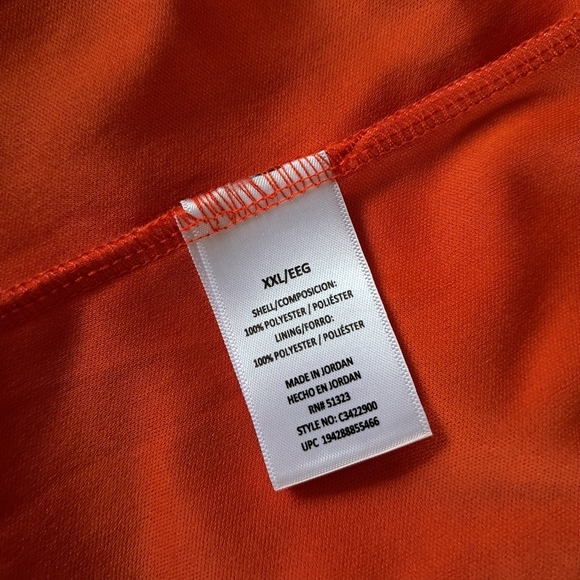 XXL/EEG
SHELL/COMPOSICION:
100% POLYESTER / POLIÉSTER
LINING/FORRO:
100% POLYESTER / POLIÉSTER
MADE IN JORDAN
HECHO EN JORDAN
RN# 51323
STYLE NO: C3422900
UPC 194288855466